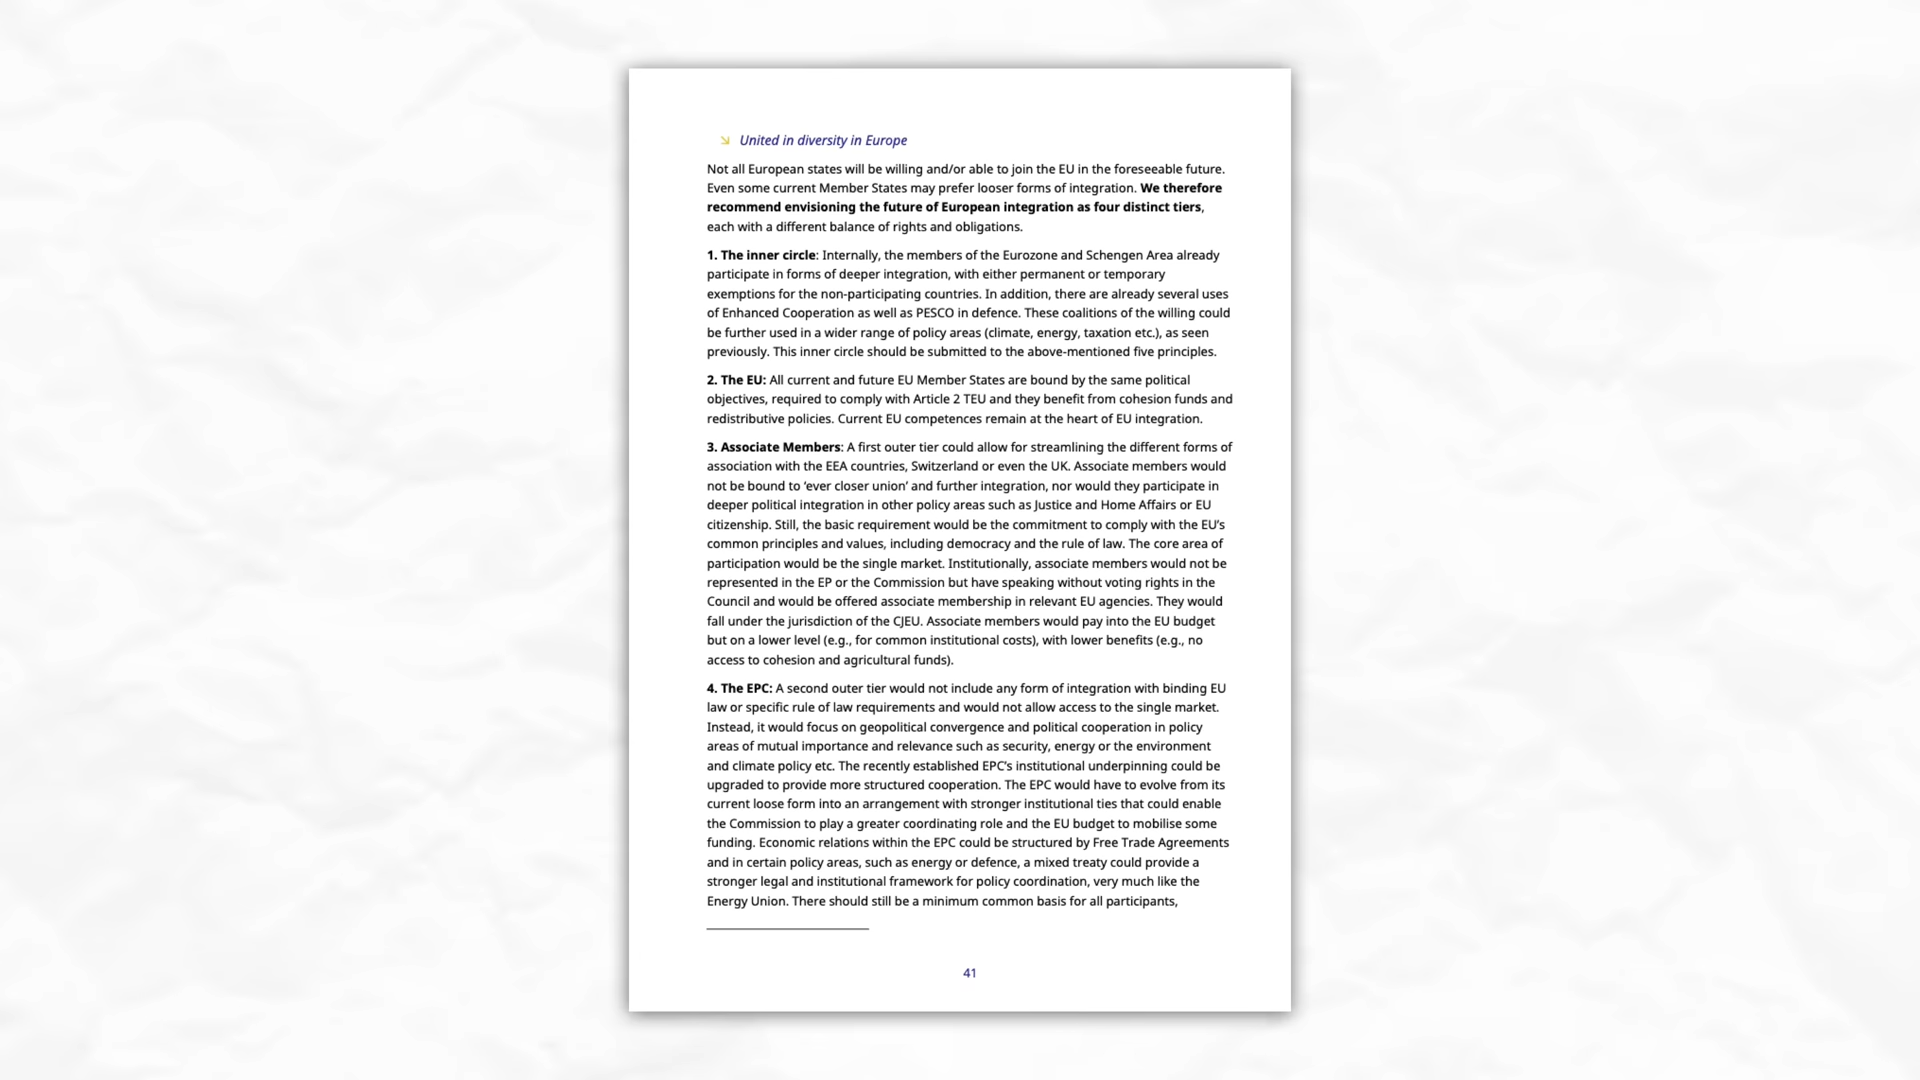 United in diversity in Europe
Not all European states will be willing and/or able to join the EU in the foreseeable future.
Even some current Member States may prefer looser forms of integration. We therefore
recommend envisioning the future of European integration as four distinct tiers,
each with a different balance of rights and obligations.
1. The inner circle: Internally, the members of the Eurozone and Schengen Area already
participate in forms of deeper integration, with either permanent or temporary
exemptions for the non-participating countries. In addition, there are already several uses
of Enhanced Cooperation as well as PESCO in defence. These coalitions of the willing could
be further used in a wider range of policy areas (climate, energy, taxation etc.), as seen
previously. This inner circle should be submitted to the above-mentioned five principles.
2. The EU: All current and future EU Member States are bound by the same political
objectives, required to comply with Article 2 TEU and they benefit from cohesion funds and
redistributive policies. Current EU competences remain at the heart of EU integration.
3. Associate Members: A first outer tier could allow for streamlining the different forms of
association with the EEA countries, Switzerland or even the UK. Associate members would
not be bound to ‘ever closer union’ and further integration, nor would they participate in
deeper political integration in other policy areas such as Justice and Home Affairs or EU
citizenship. Still, the basic requirement would be the commitment to comply with the EU’s
common principles and values, including democracy and the rule of law. The core area of
participation would be the single market. Institutionally, associate members would not be
represented in the EP or the Commission but have speaking without voting rights in the
Council and would be offered associate membership in relevant EU agencies. They would
fall under the jurisdiction of the CJEU. Associate members would pay into the EU budget
but on a lower level (e.g., for common institutional costs), with lower benefits (e.g., no
access to cohesion and agricultural funds).
4. The EPC: A second outer tier would not include any form of integration with binding EU
law or specific rule of law requirements and would not allow access to the single market.
Instead, it would focus on geopolitical convergence and political cooperation in policy
areas of mutual importance and relevance such as security, energy or the environment
and climate policy etc. The recently established EPC’s institutional underpinning could be
upgraded to provide more structured cooperation. The EPC would have to evolve from its
current loose form into an arrangement with stronger institutional ties that could enable
the Commission to play a greater coordinating role and the EU budget to mobilise some
funding. Economic relations within the EPC could be structured by Free Trade Agreements
and in certain policy areas, such as energy or defence, a mixed treaty could provide a
stronger legal and institutional framework for policy coordination, very much like the
Energy Union. There should still be a minimum common basis for all participants,
41